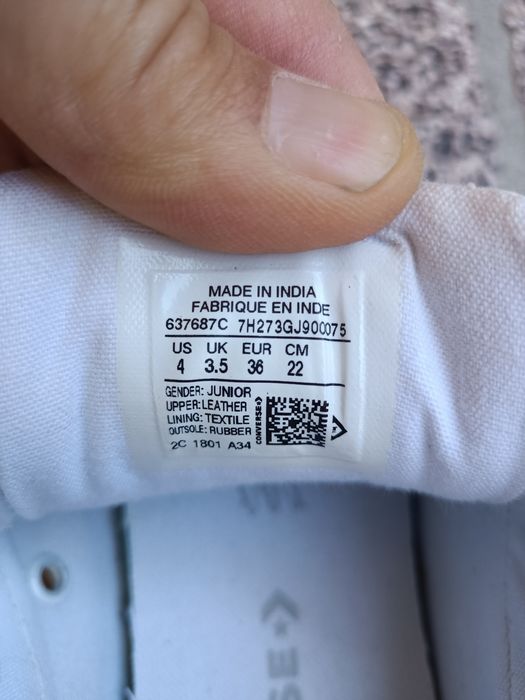 MADE IN INDIA
FABRIQUE EN INDE
637687C 7H273GJ900075
US UK EUR CM
4 3.5 36 22
GENDER: JUNIOR
UPPER: LEATHER
LINING: TEXTILE
OUTSOLE: RUBBER
CONVERSE
2C 1801 A34